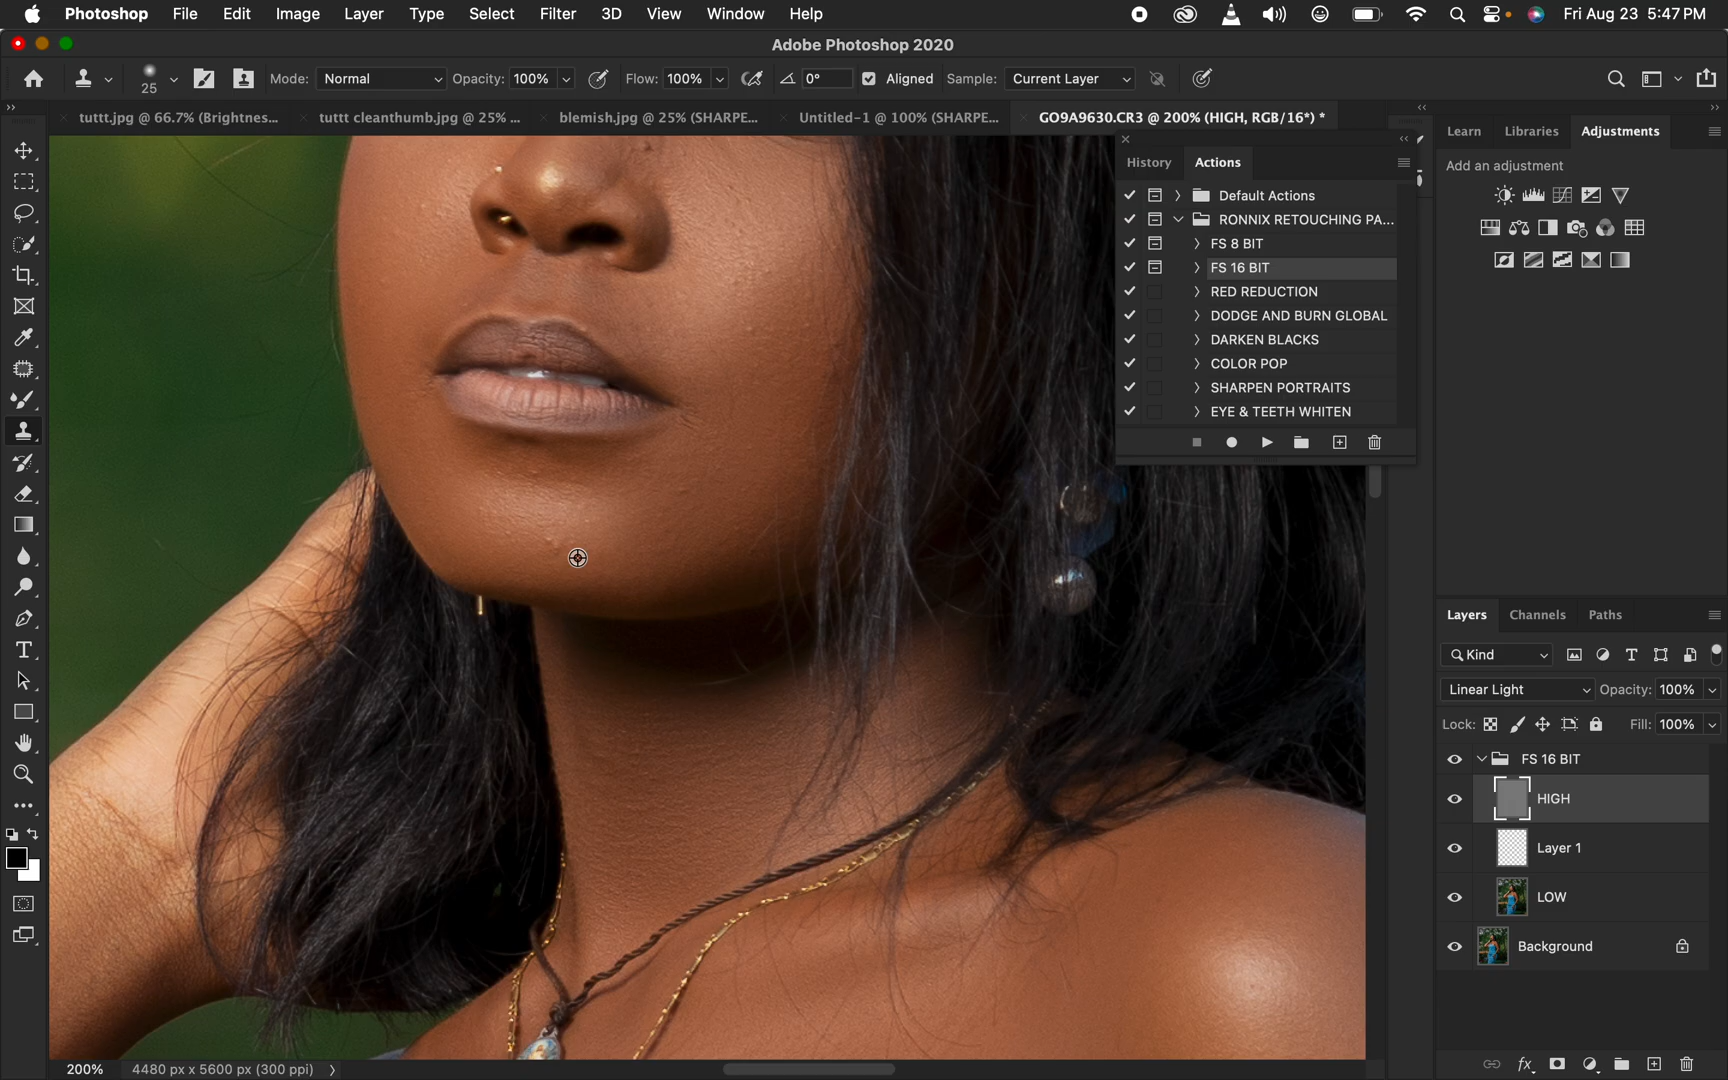 Photoshop File Edit Image Layer Type Select Filter 3D View Window Help Fri Aug 23 5:47 PM
Adobe Photoshop 2020
25 Mode: Normal Opacity: 100% Flow: 100% 0° Aligned Sample: Current Layer
tuttt.jpg @ 66.7% (Brightnes... tuttt cleanthumb.jpg @ 25% ... blemish.jpg @ 25% (SHARPE... Untitled-1 @ 100% (SHARPE... GO9A9630.CR3 @ 200% (HIGH, RGB/16*) *
Learn Libraries Adjustments
History Actions
Add an adjustment
Default Actions
RONNIX RETOUCHING PA...
FS 8 BIT
FS 16 BIT
RED REDUCTION
DODGE AND BURN GLOBAL
DARKEN BLACKS
COLOR POP
SHARPEN PORTRAITS
EYE & TEETH WHITEN
Layers Channels Paths
Kind
Linear Light Opacity: 100%
Lock: Fill: 100%
FS 16 BIT
HIGH
Layer 1
LOW
Background
200% 4480 px x 5600 px (300 ppi)